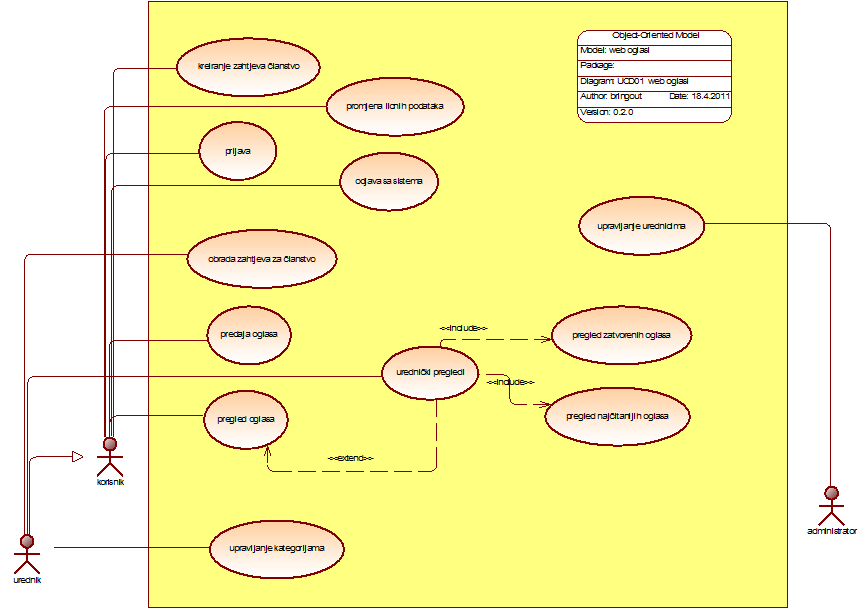 Object-Oriented Model
Model: web oglasi
Package:
Diagram: UCD01 web oglasi
Author: bringout Date: 18.4.2011
Version: 0.2.0
kreiranje zahtjeva članstvo
promjena licnih podataka
prijava
odjava sa sistema
upravljanje urednicima
obrada zahtjeva za članstvo
predaja oglasa
<<include>>
pregled zatvorenih oglasa
urednički pregledi
<<include>>
pregled oglasa
pregled najčitanijih oglasa
<<extend>>
korisnik
administrator
upravljanje kategorijama
urednik